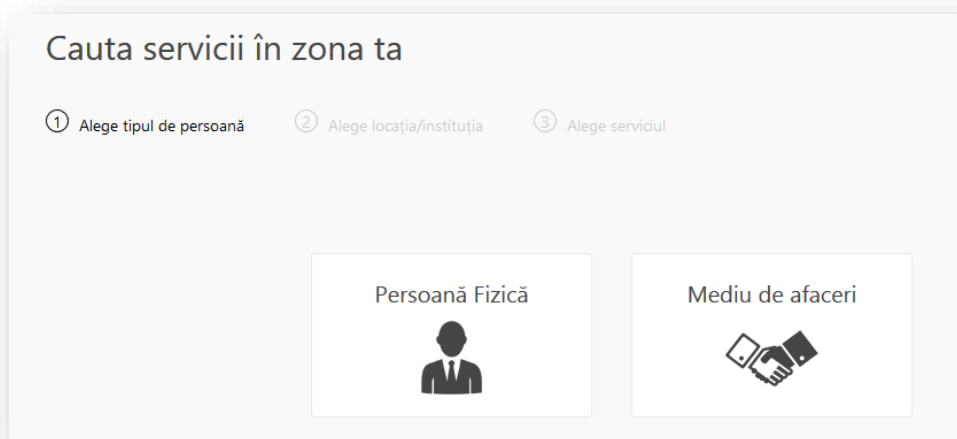 Cauta servicii în zona ta
1 Alege tipul de persoană 2 Alege locația/instituția 3 Alege serviciul
Persoană Fizică Mediu de afaceri